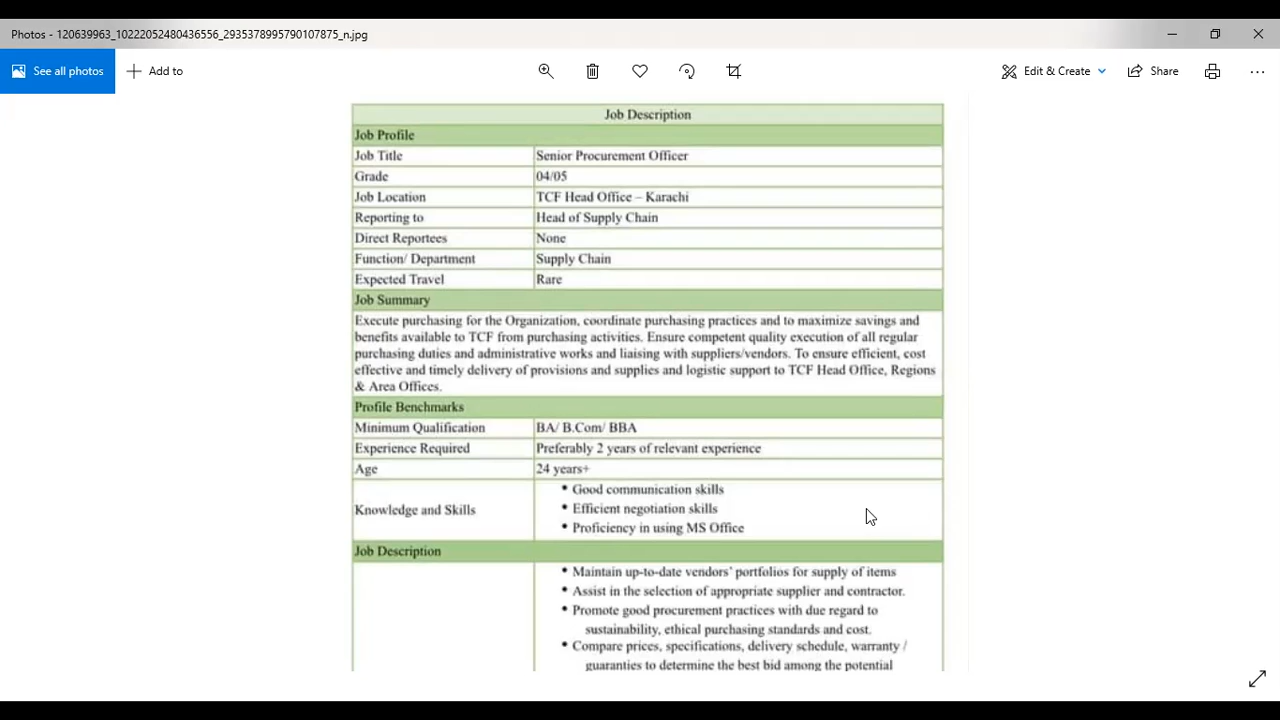 Photos - 120639963_10222052480436556_2935378995790107875_n.jpg
See all photos
Add to
Edit & Create
Share
Job Description
Job Profile
Job Title Senior Procurement Officer
Grade 04/05
Job Location TCF Head Office – Karachi
Reporting to Head of Supply Chain
Direct Reportees None
Function/ Department Supply Chain
Expected Travel Rare
Job Summary
Execute purchasing for the Organization, coordinate purchasing practices and to maximize savings and
benefits available to TCF from purchasing activities. Ensure competent quality execution of all regular
purchasing duties and administrative works and liaising with suppliers/vendors. To ensure efficient, cost
effective and timely delivery of provisions and supplies and logistic support to TCF Head Office, Regions
& Area Offices.
Profile Benchmarks
Minimum Qualification BA/ B.Com/ BBA
Experience Required Preferably 2 years of relevant experience
Age 24 years+
Knowledge and Skills
• Good communication skills
• Efficient negotiation skills
• Proficiency in using MS Office
Job Description
• Maintain up-to-date vendors' portfolios for supply of items
• Assist in the selection of appropriate supplier and contractor.
• Promote good procurement practices with due regard to
sustainability, ethical purchasing standards and cost.
• Compare prices, specifications, delivery schedule, warranty /
guaranties to determine the best bid among the potential